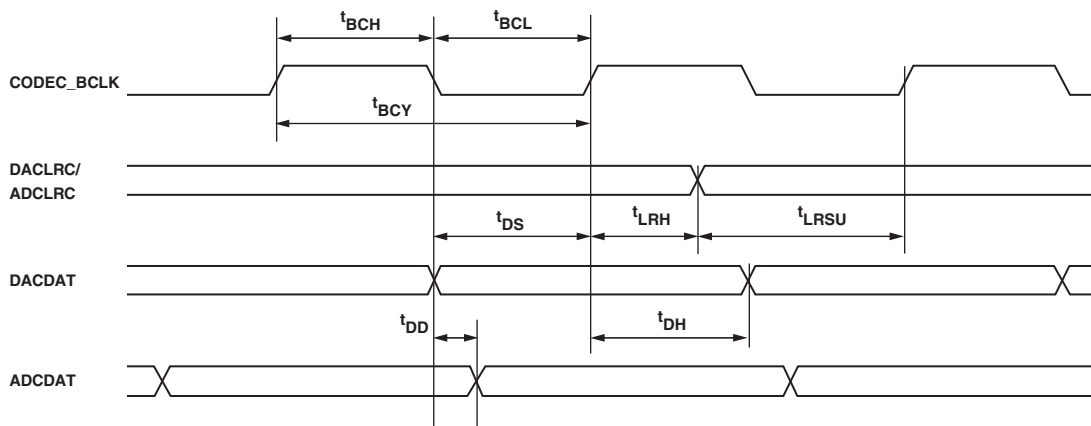 tBCH
tBCL
CODEC_BCLK
tBCY
DACLRC/
ADCLRC
tDS
tLRH
tLRSU
DACDAT
tDD
tDH
ADCDAT